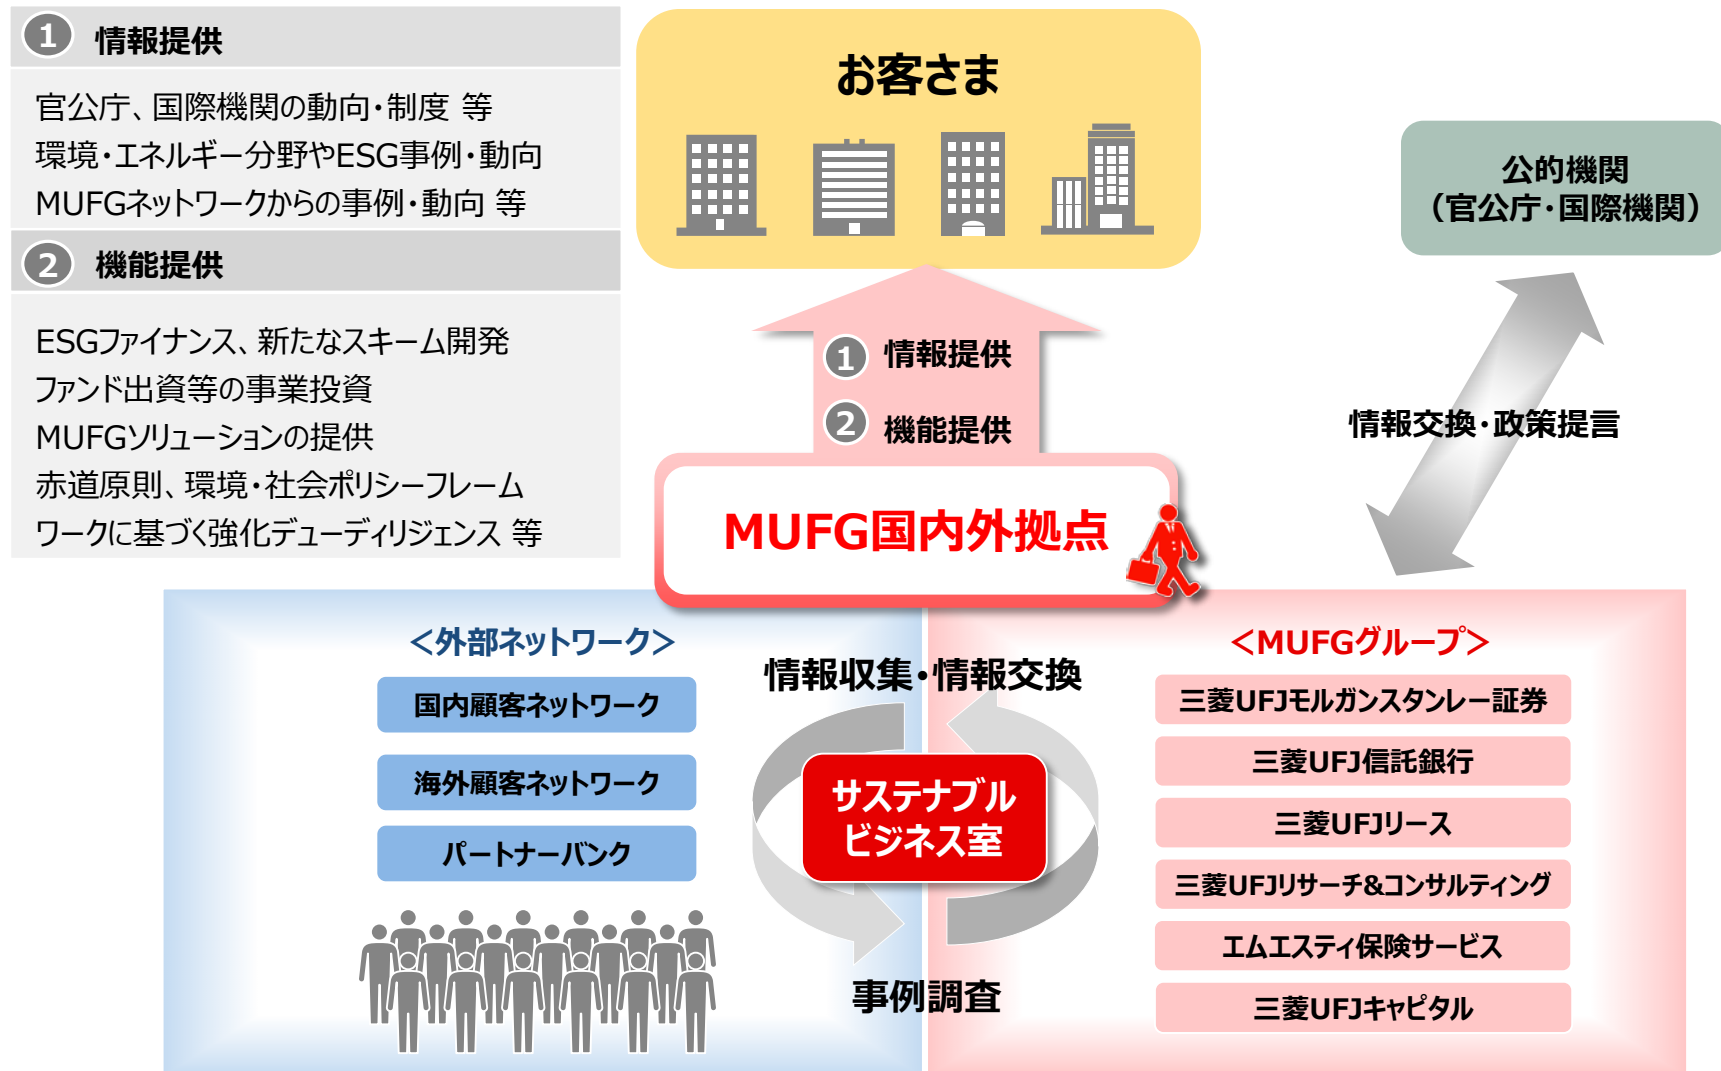 1 情報提供
官公庁、国際機関の動向・制度 等
環境・エネルギー分野やESG事例・動向
MUFGネットワークからの事例・動向 等
2 機能提供
ESGファイナンス、新たなスキーム開発
ファンド出資等の事業投資
MUFGソリューションの提供
赤道原則、環境・社会ポリシーフレーム
ワークに基づく強化デューディリジェンス 等
お客さま
公的機関
（官公庁・国際機関）
1 情報提供
2 機能提供
情報交換・政策提言
MUFG国内外拠点
＜外部ネットワーク＞
国内顧客ネットワーク
海外顧客ネットワーク
パートナーバンク
情報収集・情報交換
サステナブル
ビジネス室
事例調査
＜MUFGグループ＞
三菱UFJモルガンスタンレー証券
三菱UFJ信託銀行
三菱UFJリース
三菱UFJリサーチ&コンサルティング
エムエスティ保険サービス
三菱UFJキャピタル